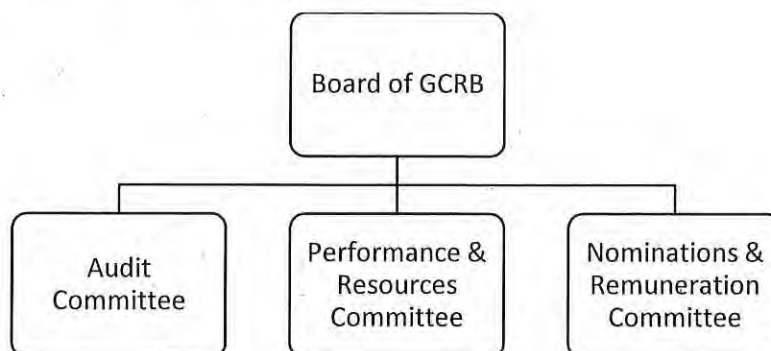 Board of GCRB
Audit
Committee
Performance &
Resources
Committee
Nominations &
Remuneration
Committee